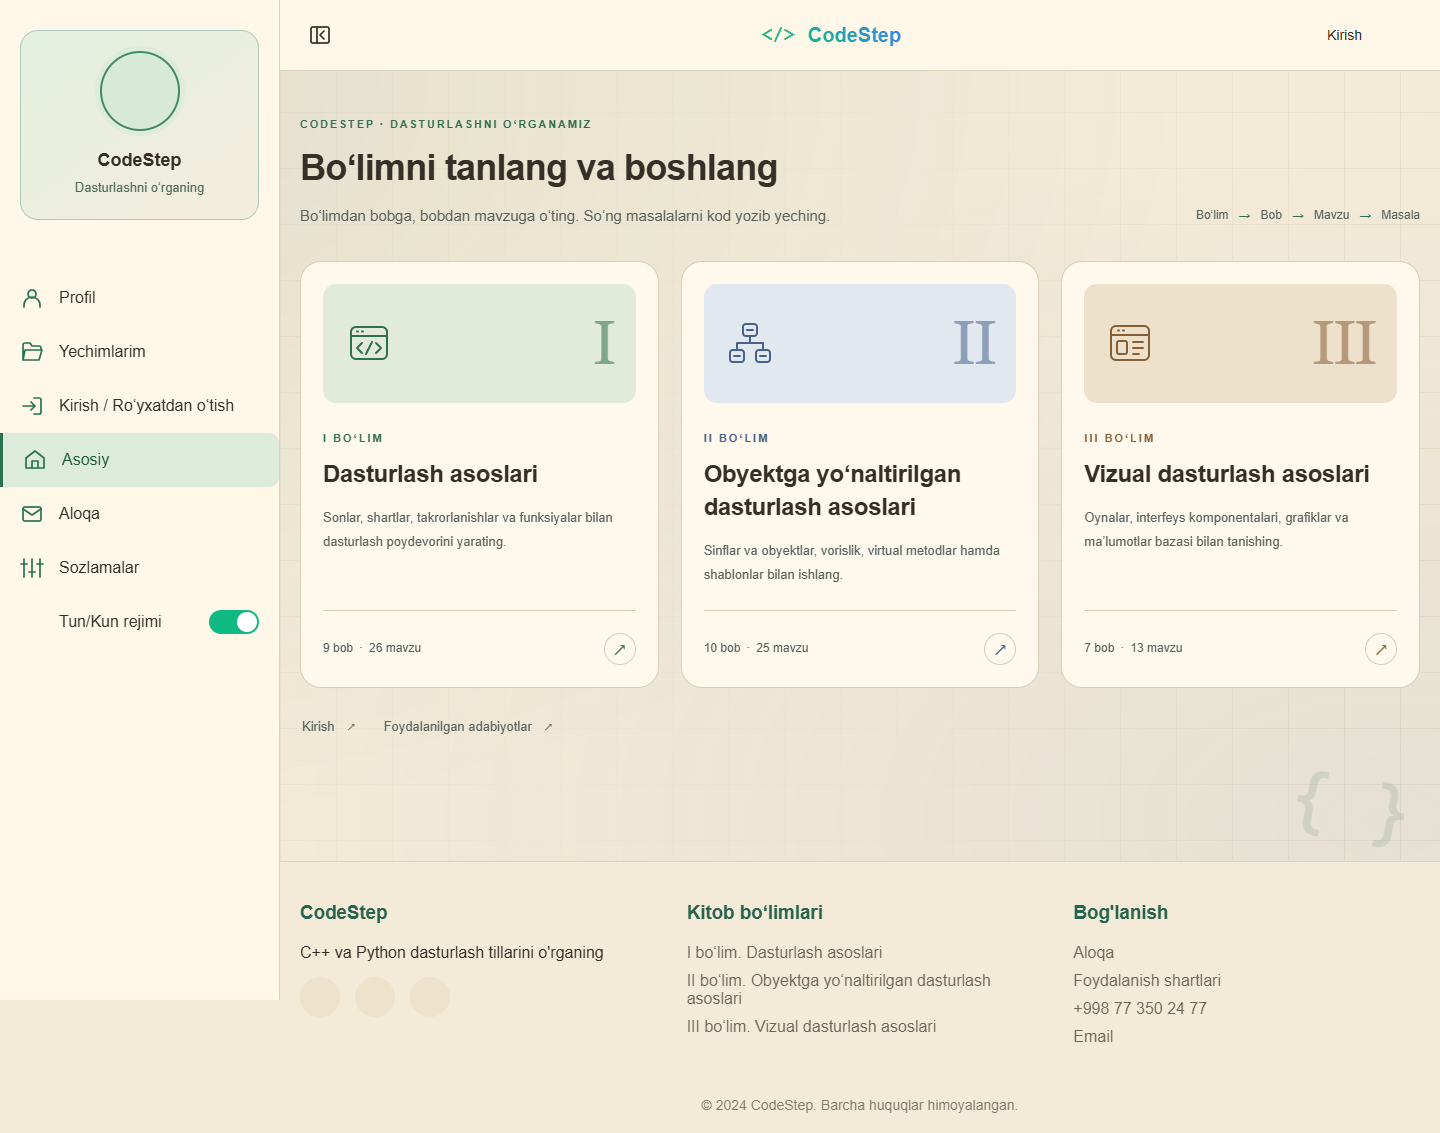 CodeStep
Dasturlashni o‘rganing
Profil
Yechimlarim
Kirish / Ro‘yxatdan o‘tish
Asosiy
Aloqa
Sozlamalar
Tun/Kun rejimi
</> CodeStep
Kirish
CODESTEP · DASTURLASHNI O‘RGANAMIZ
Bo‘limni tanlang va boshlang
Bo‘limdan bobga, bobdan mavzuga o‘ting. So‘ng masalalarni kod yozib yeching.
Bo‘lim → Bob → Mavzu → Masala
I
I BO‘LIM
Dasturlash asoslari
Sonlar, shartlar, takrorlanishlar va funksiyalar bilan
dasturlash poydevorini yarating.
9 bob · 26 mavzu ↗
II
II BO‘LIM
Obyektga yo‘naltirilgan
dasturlash asoslari
Sinflar va obyektlar, vorislik, virtual metodlar hamda
shablonlar bilan ishlang.
10 bob · 25 mavzu ↗
III
III BO‘LIM
Vizual dasturlash asoslari
Oynalar, interfeys komponentalari, grafiklar va
ma’lumotlar bazasi bilan tanishing.
7 bob · 13 mavzu ↗
Kirish ↗ Foydalanilgan adabiyotlar ↗
{ }
CodeStep
C++ va Python dasturlash tillarini o'rganing
Kitob bo‘limlari
I bo‘lim. Dasturlash asoslari
II bo‘lim. Obyektga yo‘naltirilgan dasturlash
asoslari
III bo‘lim. Vizual dasturlash asoslari
Bog'lanish
Aloqa
Foydalanish shartlari
+998 77 350 24 77
Email
© 2024 CodeStep. Barcha huquqlar himoyalangan.